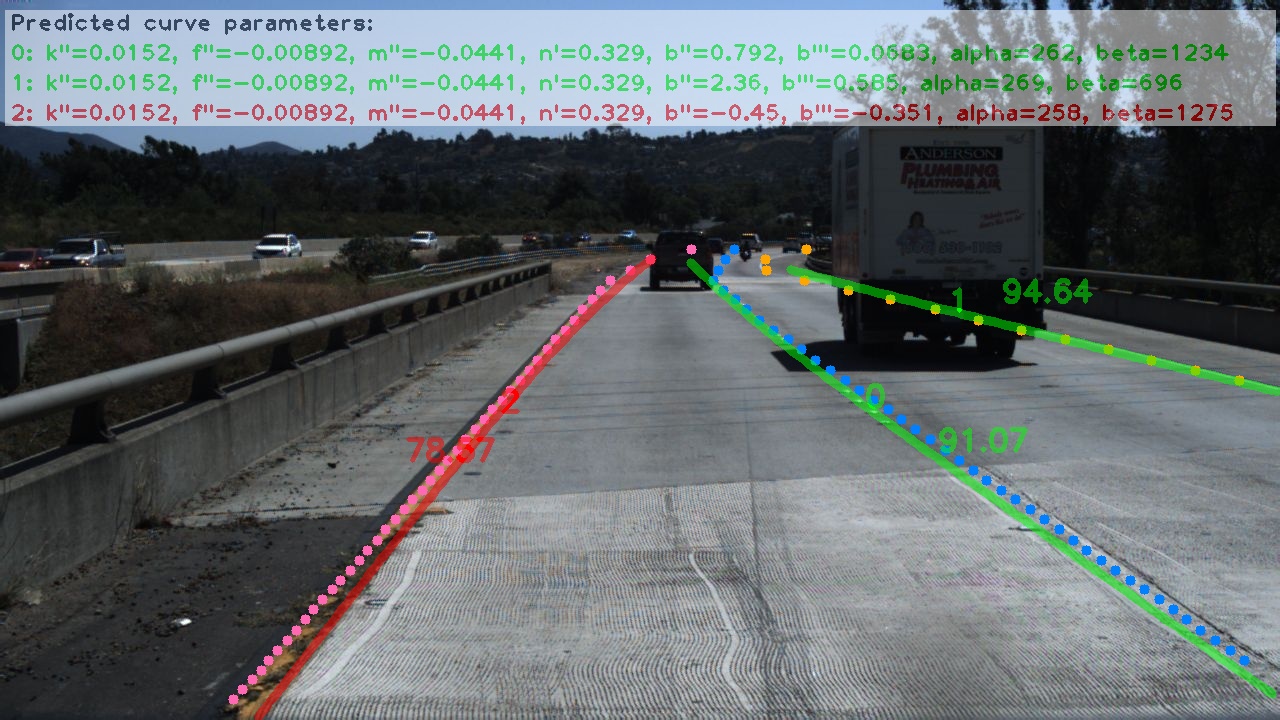 Predicted curve parameters:
0: k''=0.0152, f''=-0.00892, m''=-0.0441, n'=0.329, b''=0.792, b'''=0.0683, alpha=262, beta=1234
1: k''=0.0152, f''=-0.00892, m''=-0.0441, n'=0.329, b''=2.36, b'''=0.585, alpha=269, beta=696
2: k''=0.0152, f''=-0.00892, m''=-0.0441, n'=0.329, b''=-0.45, b'''=-0.351, alpha=258, beta=1275
ANDERSON
PLUMBING
HEATING & AIR
1 94.64
2
0
78.37
91.07